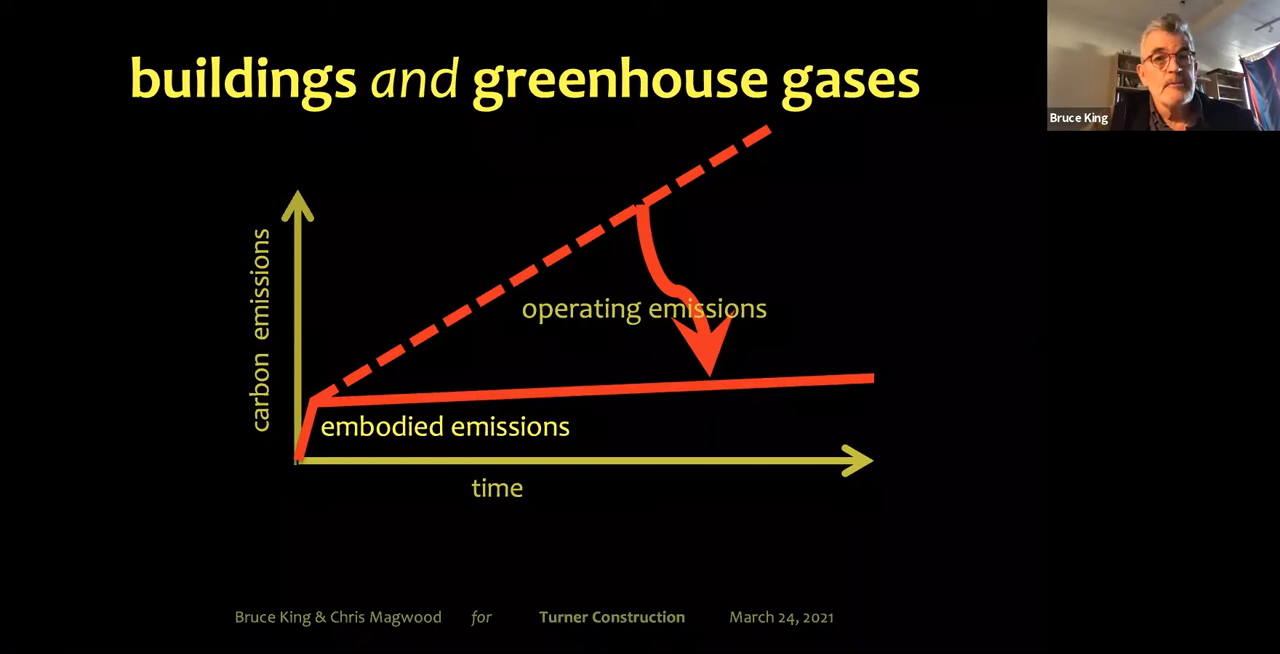 buildings and greenhouse gases
Bruce King
carbon emissions
operating emissions
embodied emissions
time
Bruce King & Chris Magwood for Turner Construction March 24, 2021